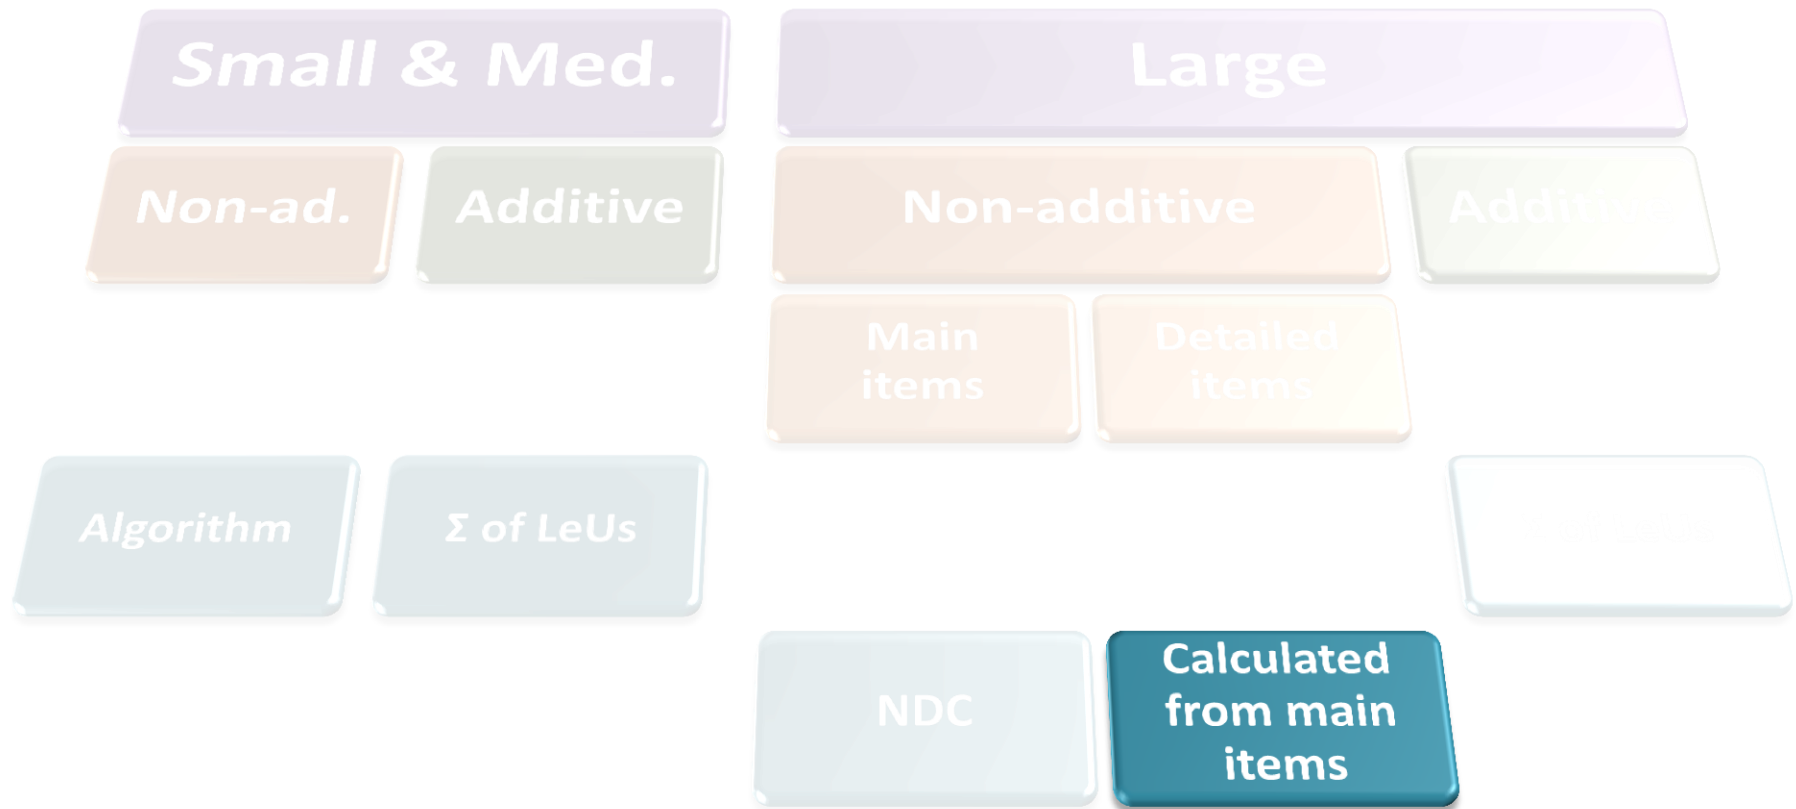 Small & Med.
Large
Non-ad.
Additive
Non-additive
Additive
Main
items
Detailed
items
Algorithm
Σ of LeUs
NDC
Calculated
from main
items